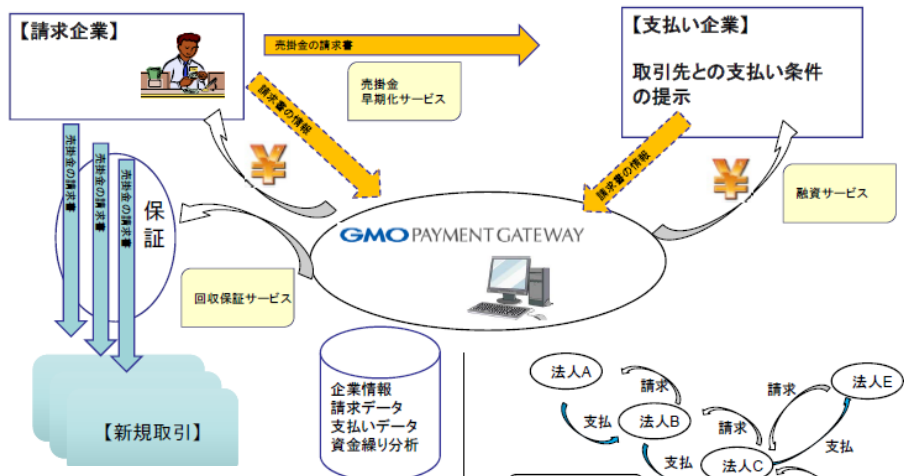 【請求企業】
売掛金の請求書
【支払い企業】
取引先との支払い条件
の提示
売掛金
早期化サービス
請求書の情報
請求書の情報
融資サービス
売掛金の請求書
売掛金の請求書
売掛金の請求書
保証
¥
¥
GMO PAYMENT GATEWAY
回収保証サービス
【新規取引】
企業情報
請求データ
支払いデータ
資金繰り分析
法人A
請求
支払
法人B
請求
支払
法人C
請求
支払
法人E